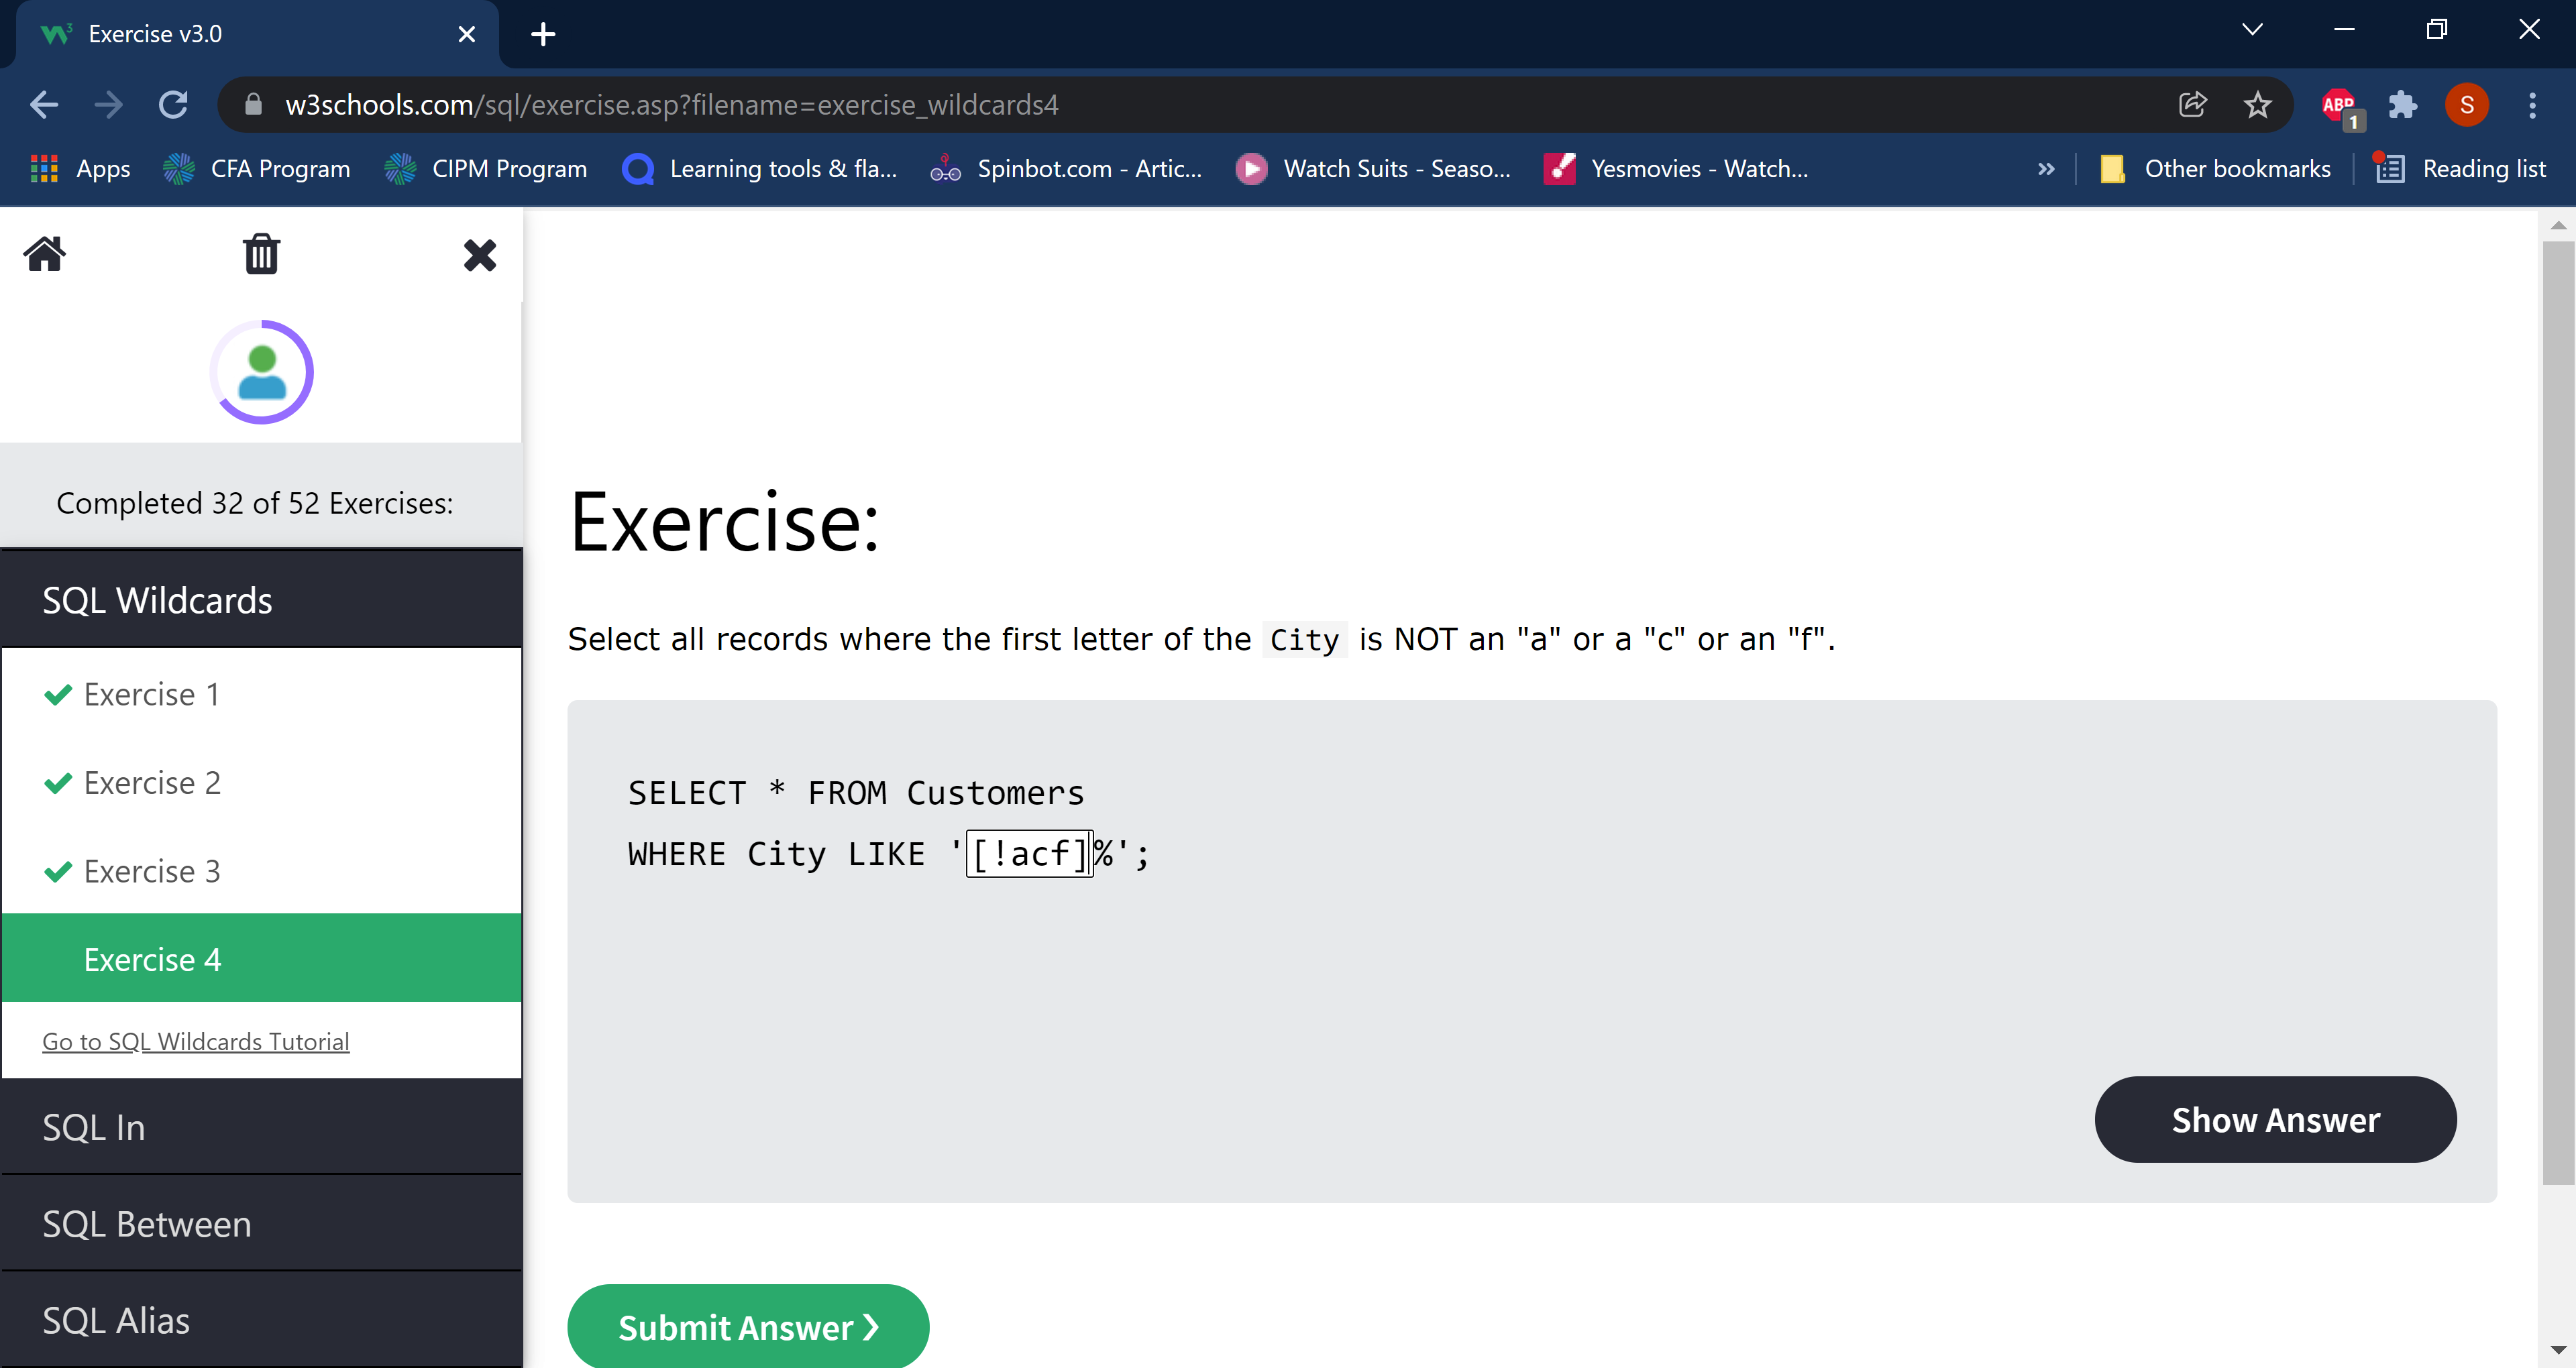 Exercise v3.0
w3schools.com/sql/exercise.asp?filename=exercise_wildcards4
ABP
1
S
Apps
CFA Program
CIPM Program
Learning tools & fla...
Spinbot.com - Artic...
Watch Suits - Seaso...
Yesmovies - Watch...
»
Other bookmarks
Reading list
Completed 32 of 52 Exercises:
SQL Wildcards
Exercise 1
Exercise 2
Exercise 3
Exercise 4
Go to SQL Wildcards Tutorial
SQL In
SQL Between
SQL Alias
Exercise:
Select all records where the first letter of the City is NOT an "a" or a "c" or an "f".
SELECT * FROM Customers
WHERE City LIKE '[!acf]%';
Show Answer
Submit Answer ❯